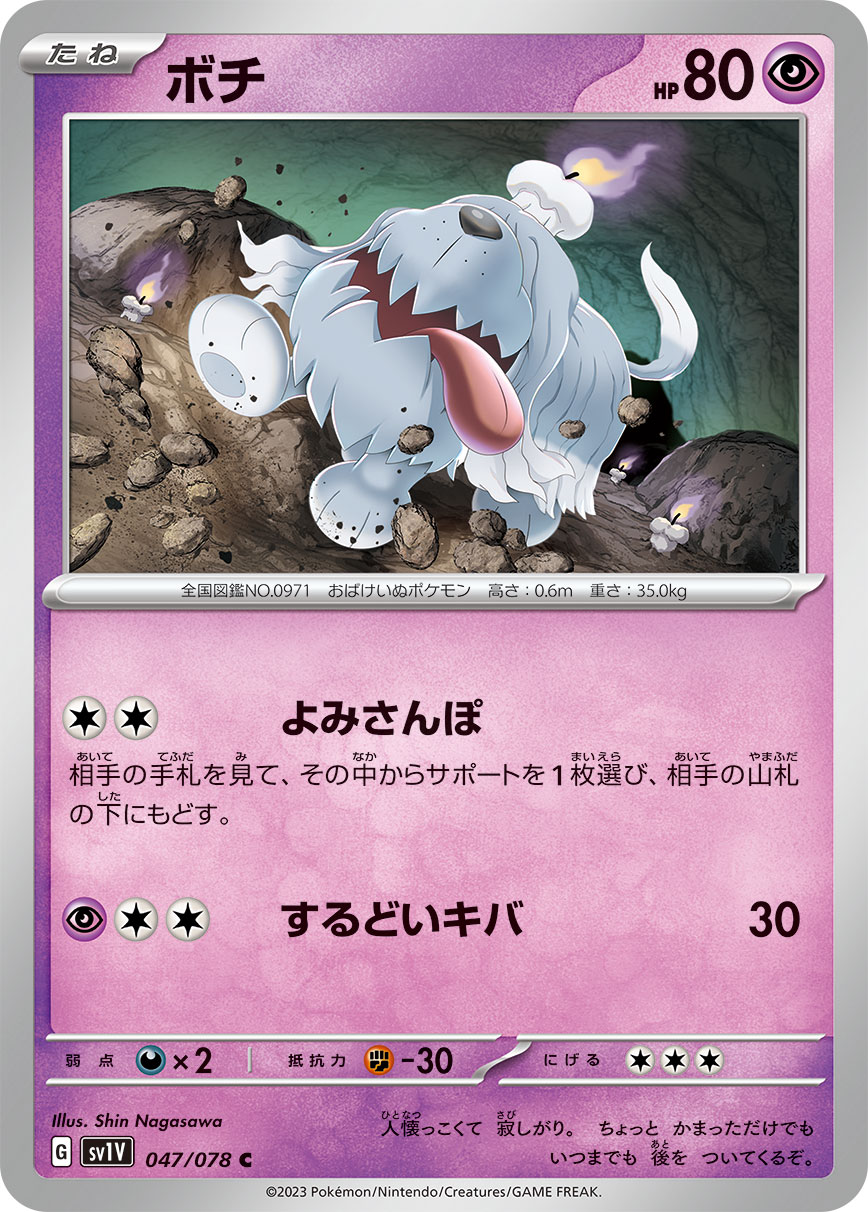 たね
ボチ
HP80
全国図鑑NO.0971 おばけいぬポケモン 高さ:0.6m 重さ:35.0kg
よみさんぽ
相手の手札を見て、その中からサポートを1枚選び、相手の山札
の下にもどす。
するどいキバ 30
弱点 ×2 抵抗力 -30 にげる
Illus. Shin Nagasawa
人懐っこくて 寂しがり。 ちょっと かまっただけでも
いつまでも 後を ついてくるぞ。
G sv1V 047/078 C
©2023 Pokémon/Nintendo/Creatures/GAME FREAK.